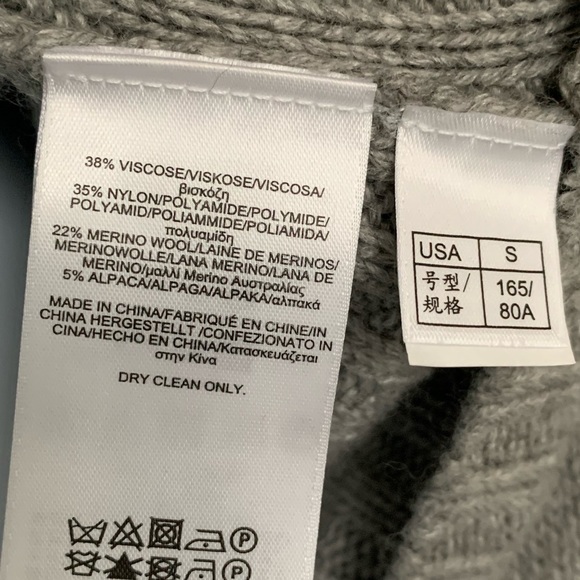 38% VISCOSE/VISKOSE/VISCOSA/
βισκόζη
35% NYLON/POLYAMIDE/POLYMIDE/
POLYAMID/POLIAMMIDE/POLIAMIDA/
πολυαμίδη
22% MERINO WOOL/LAINE DE MERINOS/
MERINOWOLLE/LANA MERINO/LANA DE
MERINO/μαλλί Merino Αυστραλίας
5% ALPACA/ALPAGA/ALPAKA/αλπακά
MADE IN CHINA/FABRIQUÉ EN CHINE/IN
CHINA HERGESTELLT /CONFEZIONATO IN
CINA/HECHO EN CHINA/Κατασκευάζεται
στην Κίνα
DRY CLEAN ONLY.
P
P
USA S
号型/ 165/
规格 80A